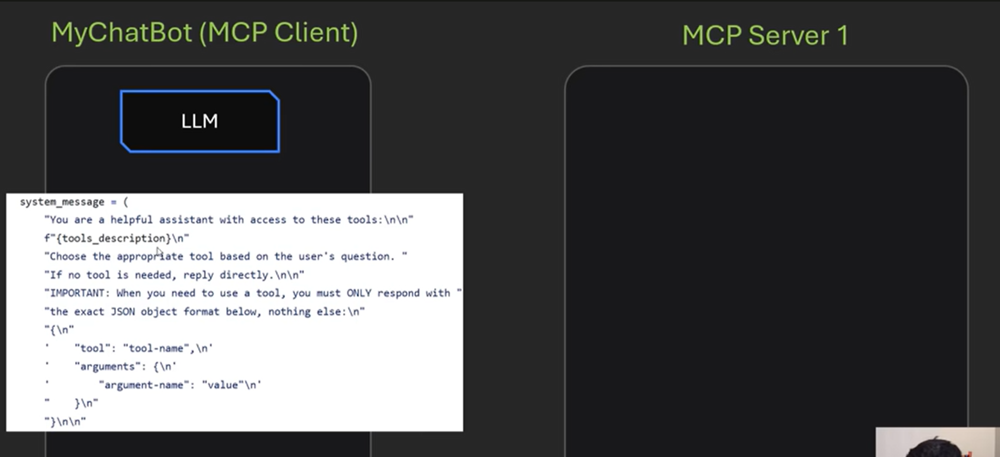 MyChatBot (MCP Client)
MCP Server 1
LLM
system_message = (
    "You are a helpful assistant with access to these tools:\n\n"
    f"{tools_description}\n"
    "Choose the appropriate tool based on the user's question. "
    "If no tool is needed, reply directly.\n\n"
    "IMPORTANT: When you need to use a tool, you must ONLY respond with "
    "the exact JSON object format below, nothing else:\n"
    "{\n"
    '    "tool": "tool-name",\n'
    '    "arguments": {\n'
    '        "argument-name": "value"\n'
    "    }\n"
    "}\n\n"